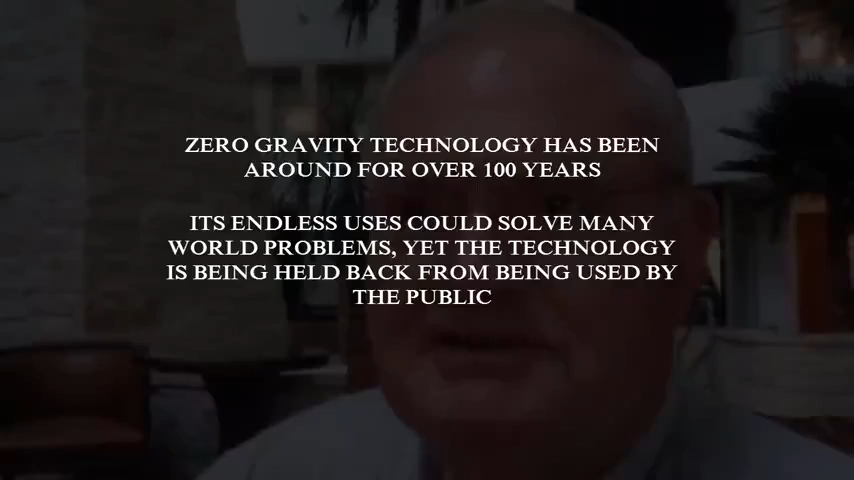 ZERO GRAVITY TECHNOLOGY HAS BEEN
AROUND FOR OVER 100 YEARS
ITS ENDLESS USES COULD SOLVE MANY
WORLD PROBLEMS, YET THE TECHNOLOGY
IS BEING HELD BACK FROM BEING USED BY
THE PUBLIC